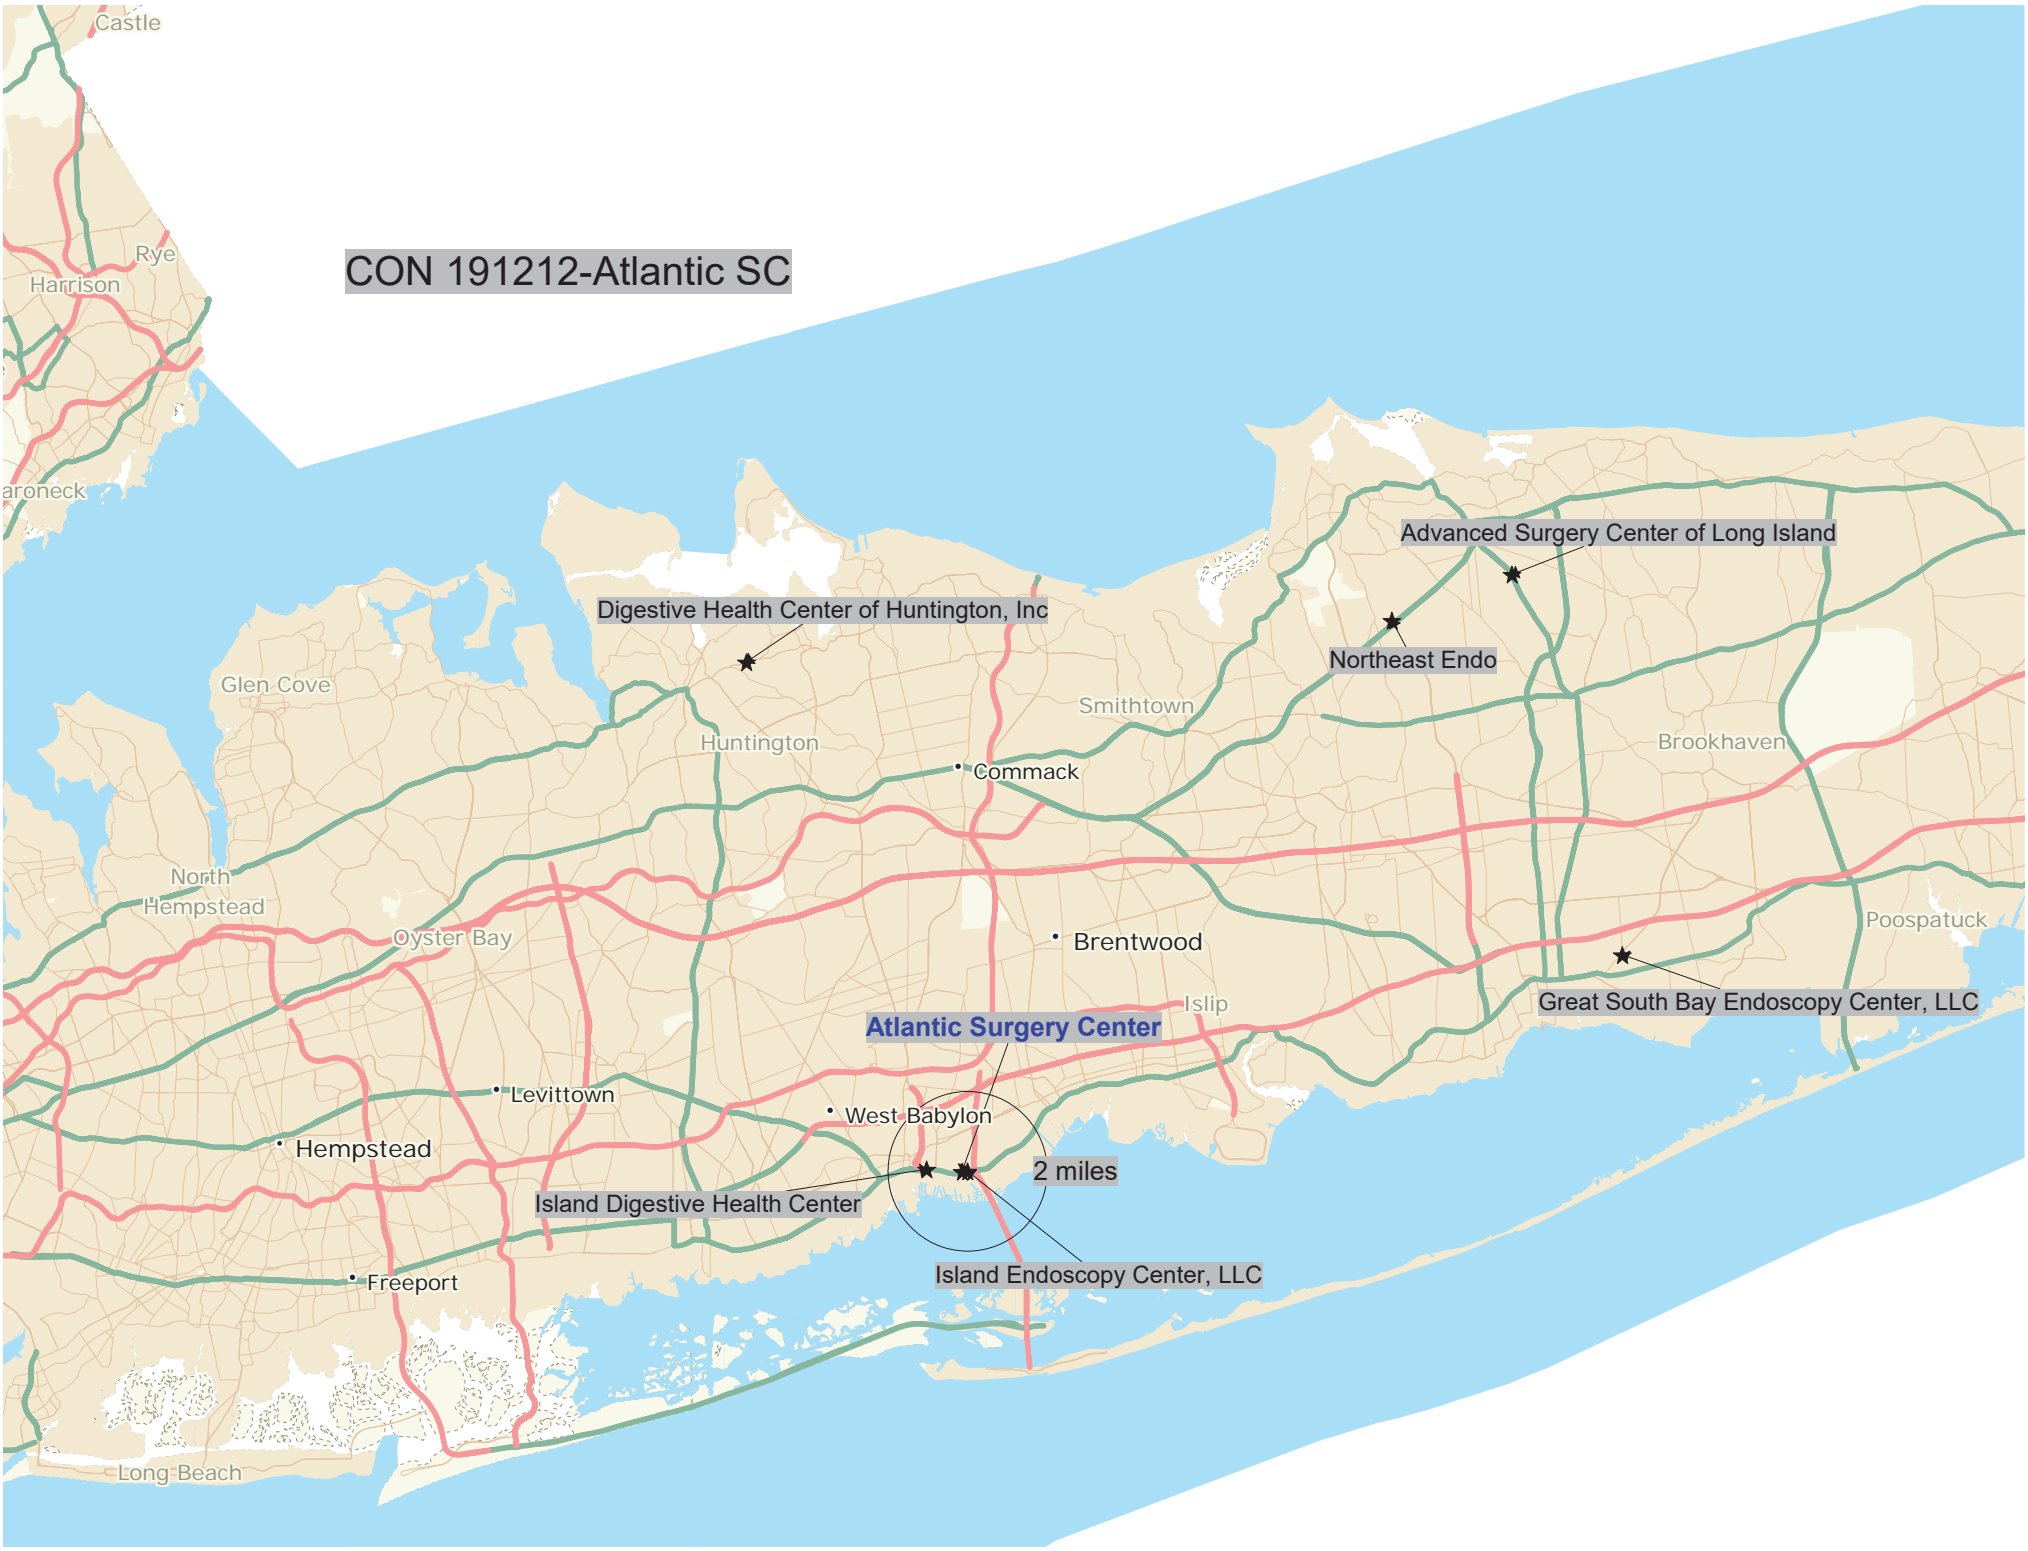 Castle
Rye
Harrison
CON 191212-Atlantic SC
aroneck
Advanced Surgery Center of Long Island
Digestive Health Center of Huntington, Inc
Northeast Endo
Glen Cove
Smithtown
Huntington
Brookhaven
Commack
North
Hempstead
Poospatuck
Oyster Bay
Brentwood
Islip
Great South Bay Endoscopy Center, LLC
Atlantic Surgery Center
Levittown
West Babylon
Hempstead
2 miles
Island Digestive Health Center
Island Endoscopy Center, LLC
Freeport
Long Beach